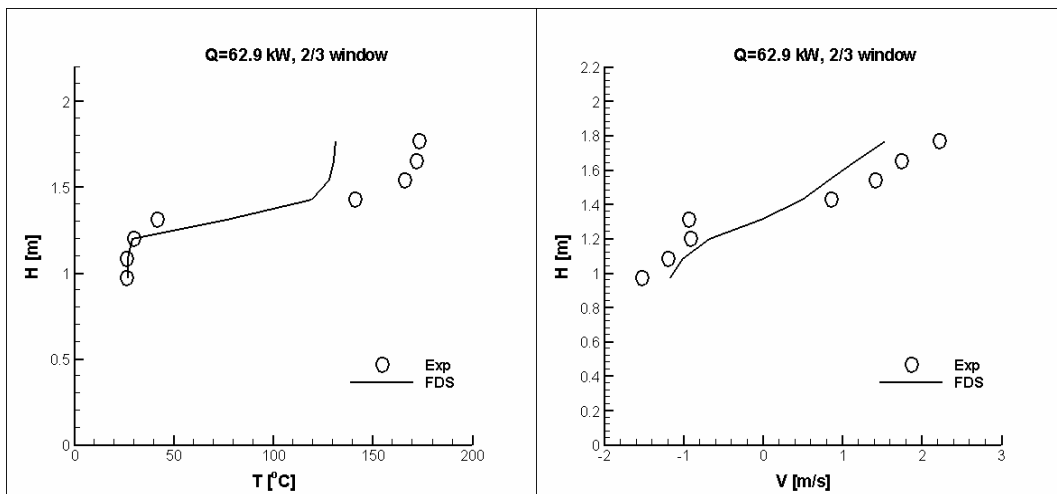 Q=62.9 kW, 2/3 window
2
1.5
1
0.5
0
H [m]
0
50
100
150
200
T [°C]
Exp
FDS
Q=62.9 kW, 2/3 window
2.2
2
1.8
1.6
1.4
1.2
1
0.8
0.6
0.4
0.2
0
H [m]
-2
-1
0
1
2
3
V [m/s]
Exp
FDS